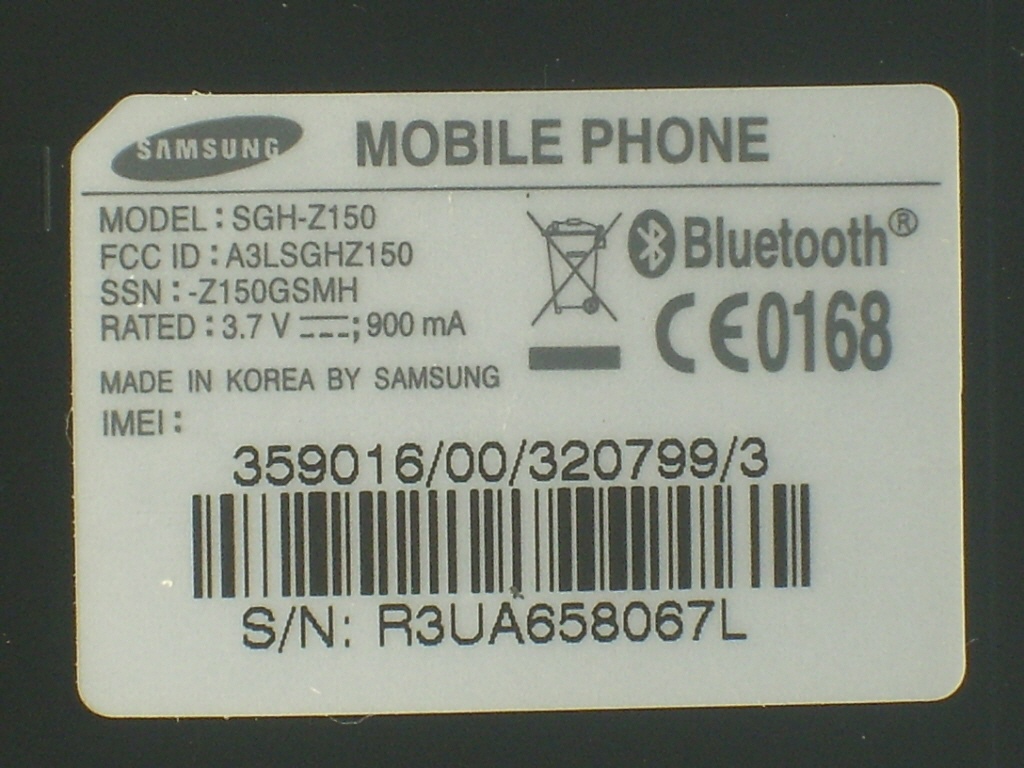 SAMSUNG MOBILE PHONE
MODEL : SGH-Z150
FCC ID : A3LSGHZ150
SSN : -Z150GSMH
RATED : 3.7 V ⎓; 900 mA
Bluetooth®
CE0168
MADE IN KOREA BY SAMSUNG
IMEI :
359016/00/320799/3
S/N: R3UA658067L